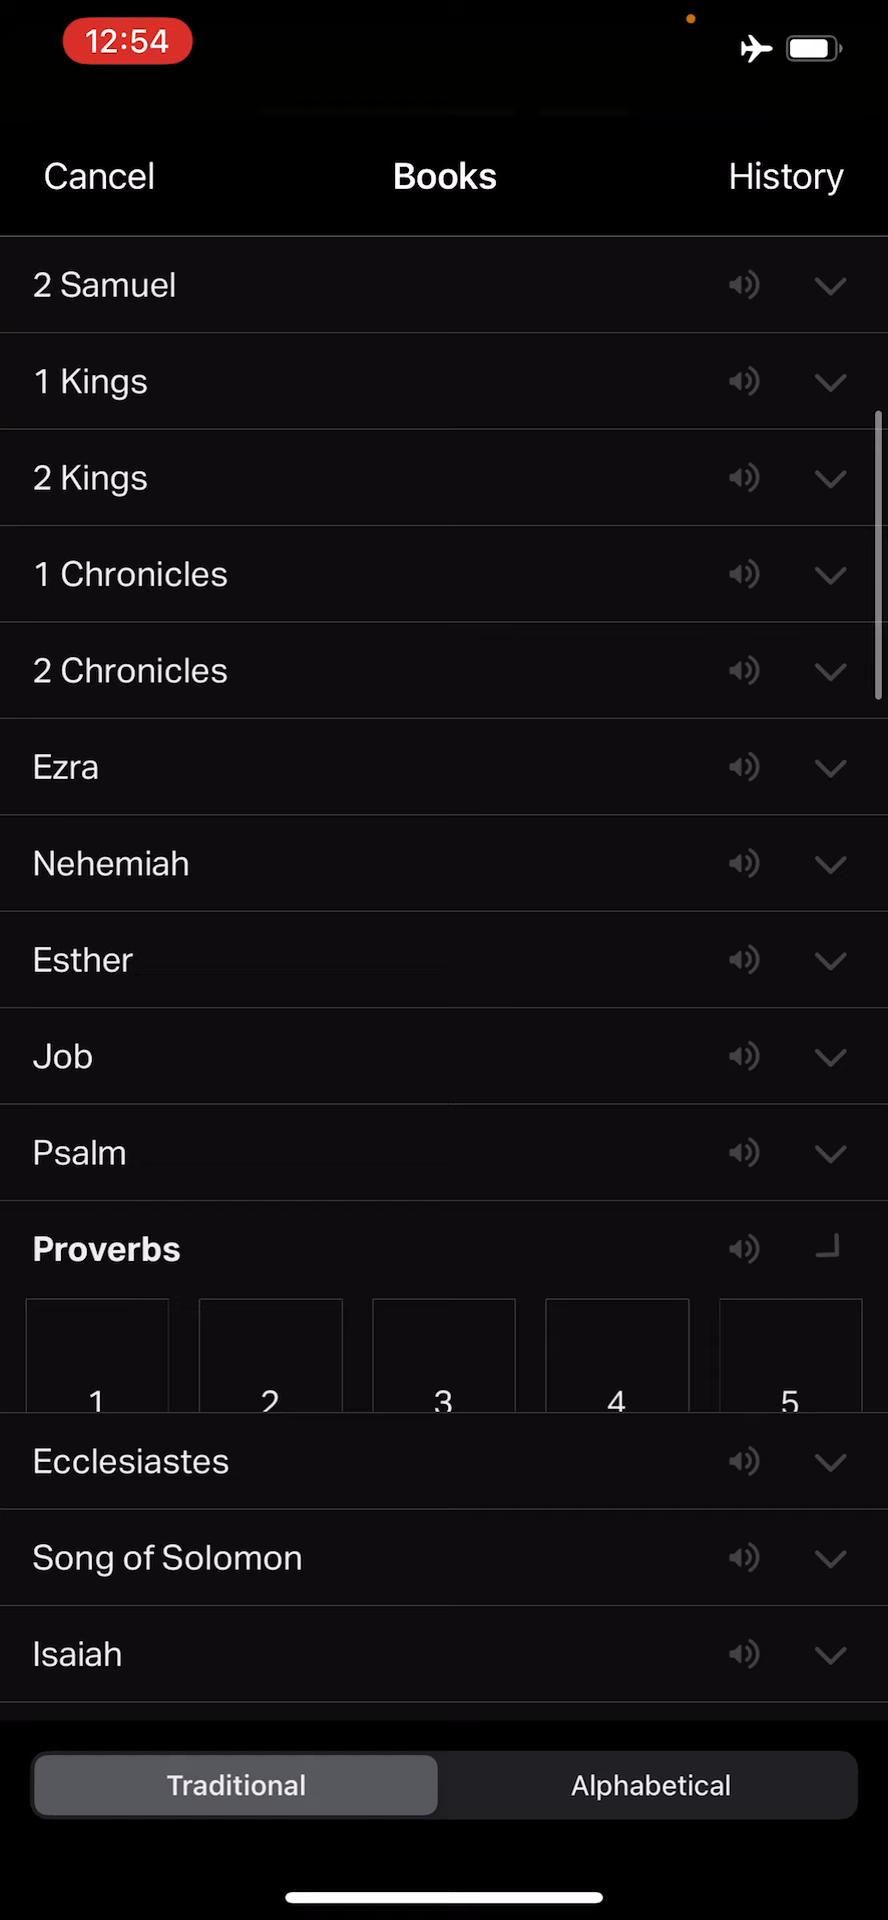 12:54
Cancel Books History
2 Samuel
1 Kings
2 Kings
1 Chronicles
2 Chronicles
Ezra
Nehemiah
Esther
Job
Psalm
Proverbs
1 2 3 4 5
Ecclesiastes
Song of Solomon
Isaiah
Traditional Alphabetical